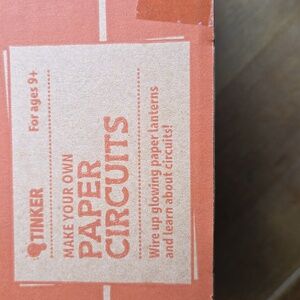 TINKER
For ages 9+
MAKE YOUR OWN
PAPER
CIRCUITS
Wire up glowing paper lanterns
and learn about circuits!